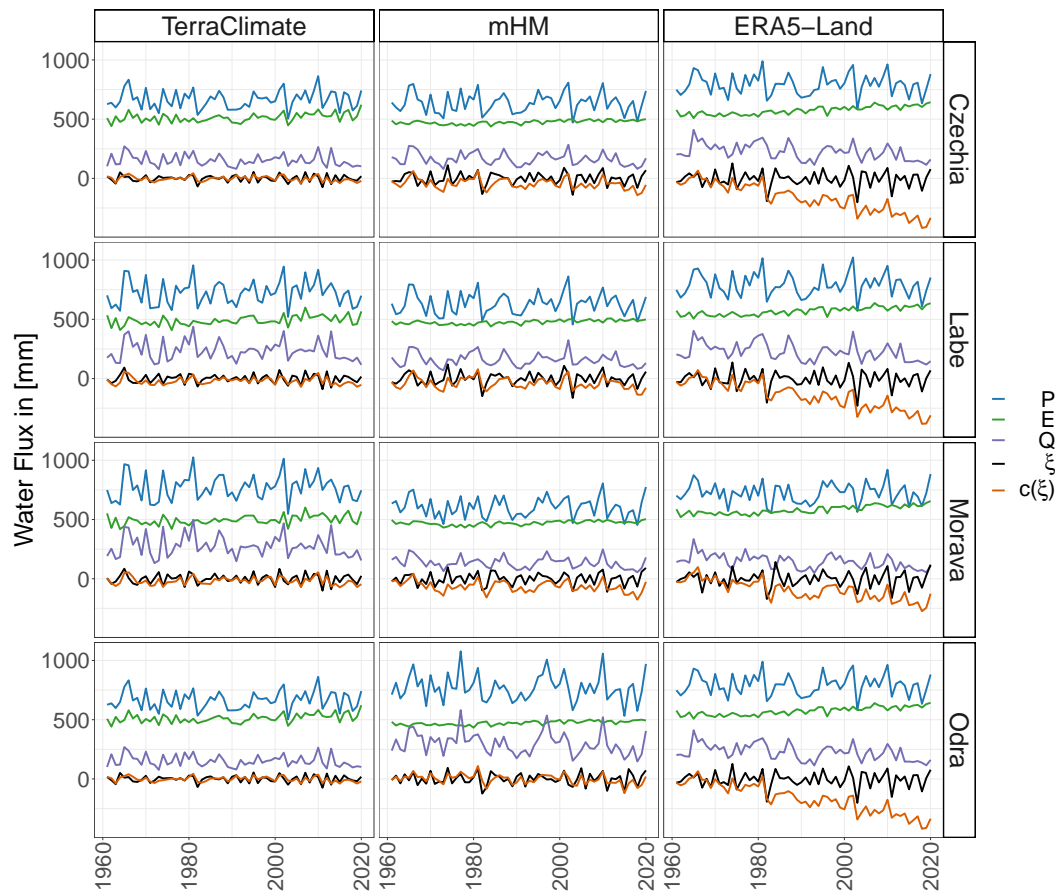 TerraClimate mHM ERA5−Land
Water Flux in [mm]
1000
500
0
Czechia
1000
500
0
Labe
1000
500
0
Morava
1000
500
0
Odra
1960 1980 2000 2020 1960 1980 2000 2020 1960 1980 2000 2020
P
E
Q
ξ
c(ξ)